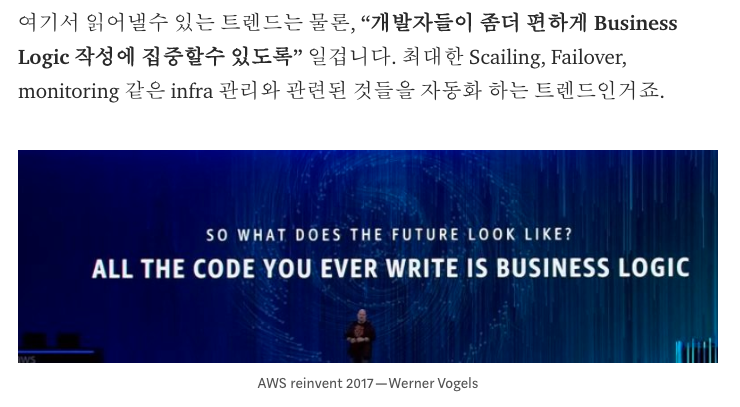 여기서 읽어낼수 있는 트렌드는 물론, “개발자들이 좀더 편하게 Business
Logic 작성에 집중할수 있도록” 일겁니다. 최대한 Scailing, Failover,
monitoring 같은 infra 관리와 관련된 것들을 자동화 하는 트렌드인거죠.
SO WHAT DOES THE FUTURE LOOK LIKE?
ALL THE CODE YOU EVER WRITE IS BUSINESS LOGIC
aws
AWS reinvent 2017—Werner Vogels